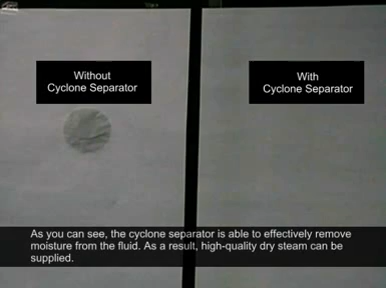 Without
Cyclone Separator
With
Cyclone Separator
As you can see, the cyclone separator is able to effectively remove
moisture from the fluid. As a result, high-quality dry steam can be
supplied.